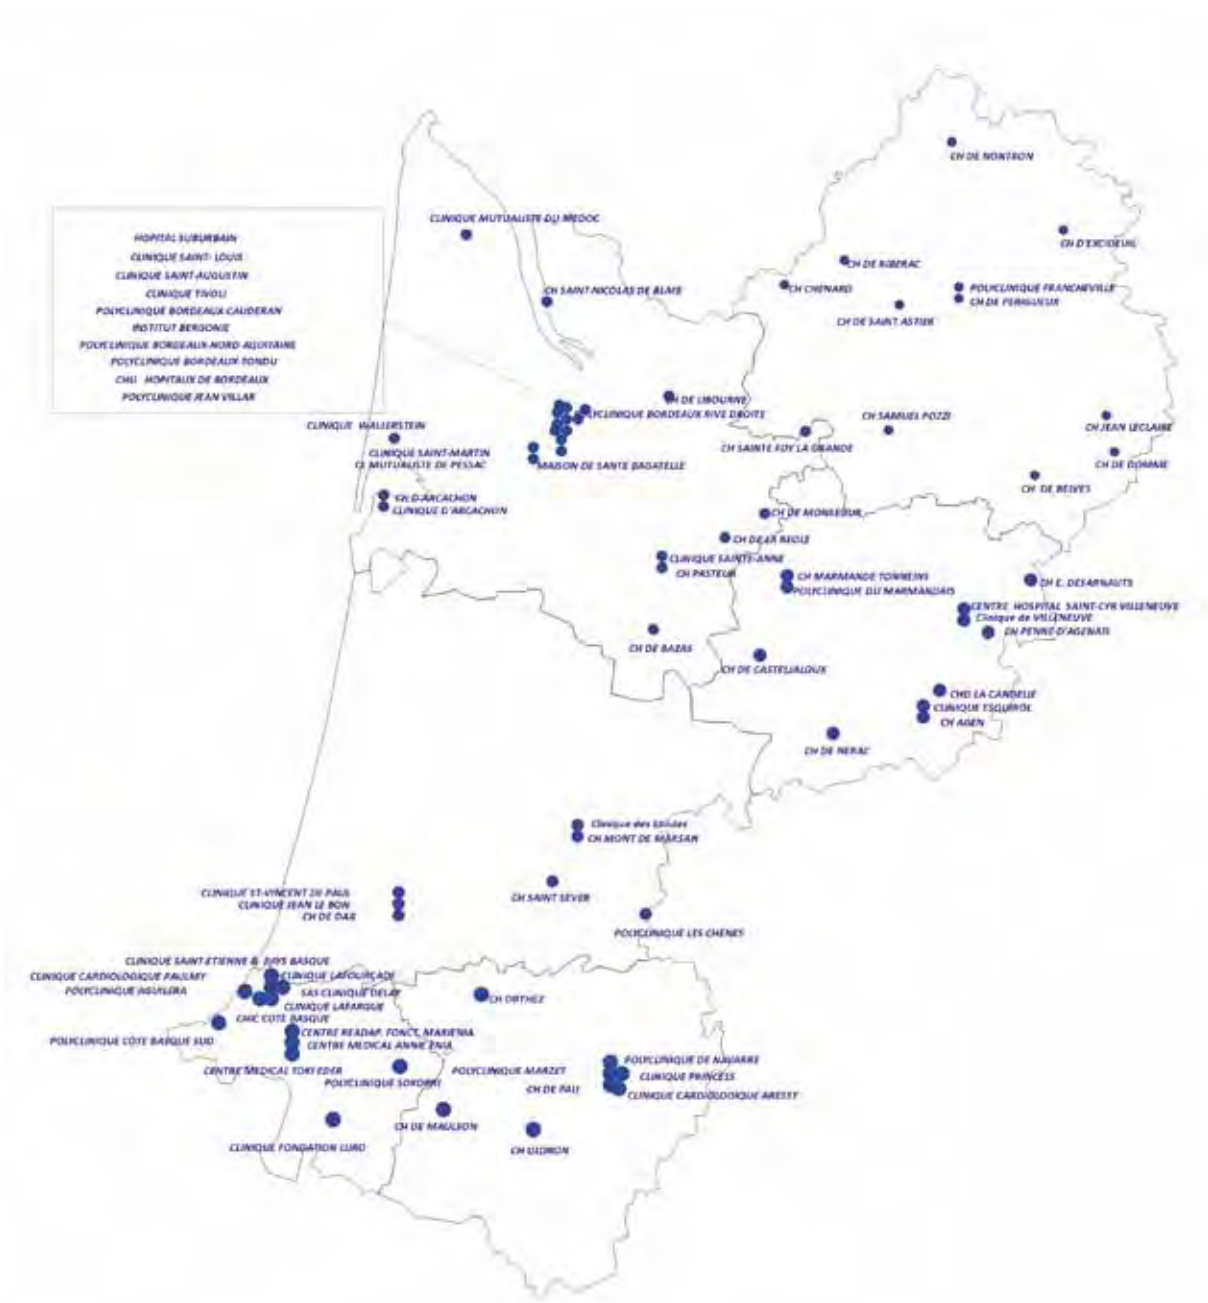 CH DE NONTRON
CLINIQUE MUTUALISTE DU MEDOC
CH D'EXCIDEUIL
HOPITAL SUBURBAIN
CLINIQUE SAINT- LOUIS
CLINIQUE SAINT-AUGUSTIN
CLINIQUE TIVOLI
POLYCLINIQUE BORDEAUX CAUDERAN
INSTITUT BERGONIE
POLYCLINIQUE BORDEAUX-NORD-AQUITAINE
POLYCLINIQUE BORDEAUX-TONDU
CHU HOPITAUX DE BORDEAUX
POLYCLINIQUE JEAN VILLAR
CH DE RIBERAC
CH CHENARD
CH SAINT NICOLAS DE BLAYE
POLYCLINIQUE FRANCHEVILLE
CH DE PERIGUEUX
CH DE SAINT ASTIER
CH DE LIBOURNE
POLYCLINIQUE BORDEAUX RIVE DROITE
CH SAMUEL POZZI
CLINIQUE WALLERSTEIN
CH JEAN LECLAIRE
CH SAINTE FOY LA GRANDE
CLINIQUE SAINT-MARTIN
CL MUTUALISTE DE PESSAC
MAISON DE SANTE BAGATELLE
CH DE DOMME
CH DE BELVES
CH D'ARCACHON
CLINIQUE D'ARCACHON
CH DE MONSEGUR
CH DE LA REOLE
CLINIQUE SAINTE-ANNE
CH PASTEUR
CH MARMANDE TONNEINS
POLYCLINIQUE DU MARMANDAIS
CH E. DESARNAUTS
CENTRE HOSPITAL SAINT-CYR VILLENEUVE
Clinique de VILLENEUVE
CH PENNE-D'AGENAIS
CH DE BAZAS
CH DE CASTELJALOUX
CHD LA CANDELIE
CLINIQUE ESQUIROL
CH AGEN
CH DE NERAC
Clinique des Landes
CH MONT DE MARSAN
CLINIQUE ST-VINCENT DE PAUL
CLINIQUE JEAN LE BON
CH DE DAX
CH SAINT SEVER
POLYCLINIQUE LES CHENES
CLINIQUE SAINT-ETIENNE & PAYS BASQUE
CLINIQUE CARDIOLOGIQUE PAULMY
CLINIQUE LAFOURCADE
POLYCLINIQUE AGUILERA
SAS CLINIQUE DELAY
CH ORTHEZ
CLINIQUE LAFARGUE
CHIC COTE BASQUE
POLYCLINIQUE CÔTE BASQUE SUD
CENTRE READAP. FONCT. MARIENIA
CENTRE MEDICAL ANNIE ENIA
CENTRE MEDICAL TOKI EDER
POLYCLINIQUE SOKORRI
POLYCLINIQUE MARZET
POLYCLINIQUE DE NAVARRE
CLINIQUE PRINCESS
CH DE PAU
CLINIQUE CARDIOLOGIQUE ARESSY
CH DE MAULEON
CLINIQUE FONDATION LURO
CH OLORON